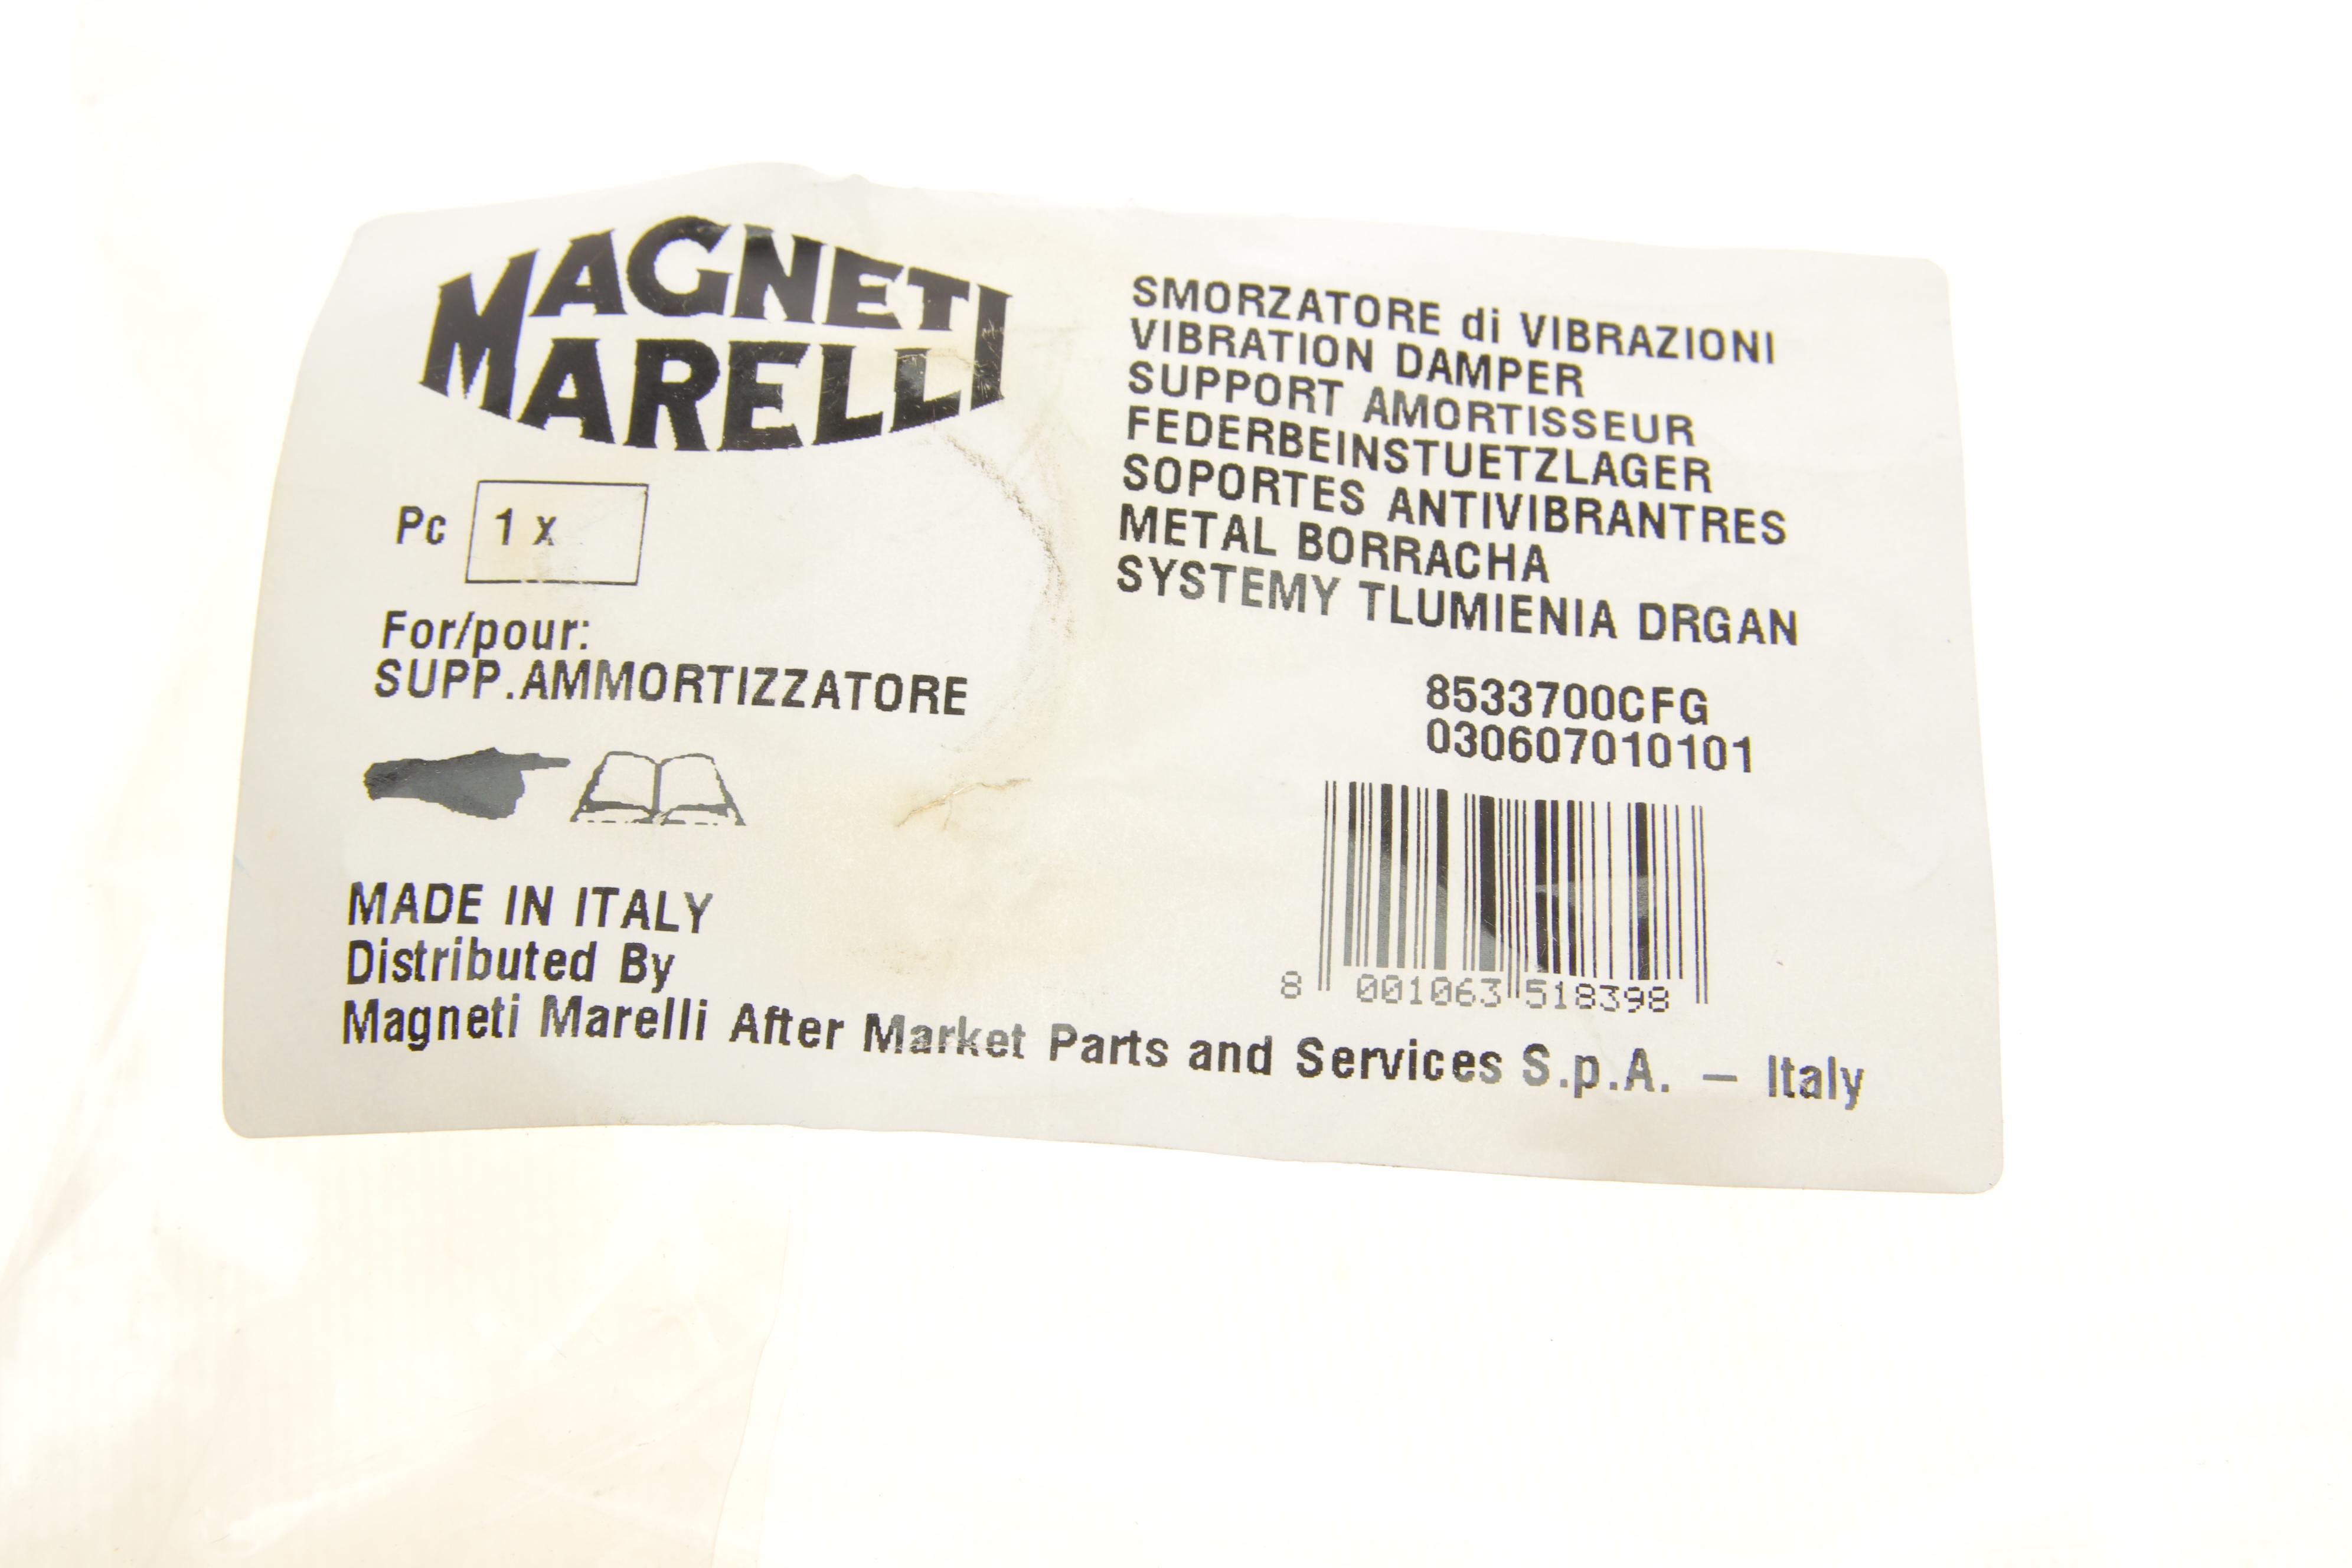 MAGNETI
MARELLI
Pc 1 x
For/pour:
SUPP.AMMORTIZZATORE
SMORZATORE di VIBRAZIONI
VIBRATION DAMPER
SUPPORT AMORTISSEUR
FEDERBEINSTUETZLAGER
SOPORTES ANTIVIBRANTRES
METAL BORRACHA
SYSTEMY TLUMIENIA DRGAN
8533700CFG
030607010101
8 001063 518398
MADE IN ITALY
Distributed By
Magneti Marelli After Market Parts and Services S.p.A. – Italy